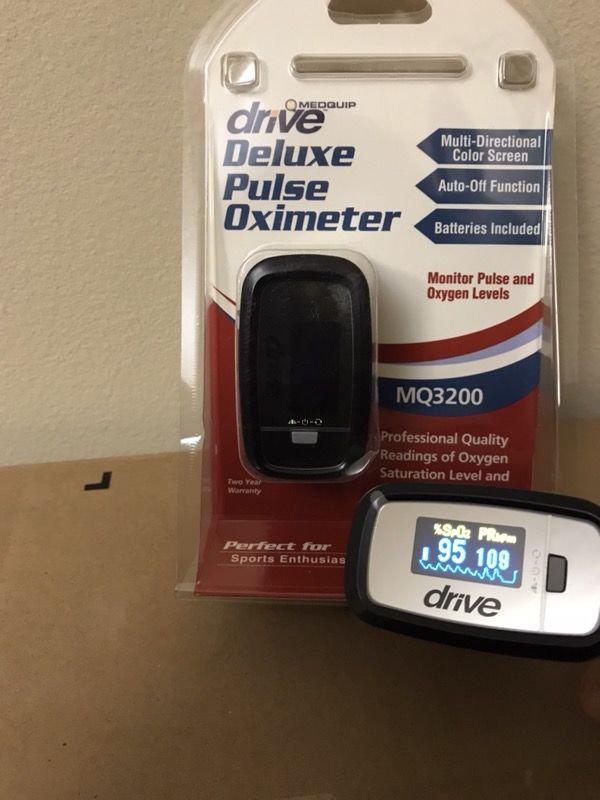 MEDQUIP
drive™
Deluxe
Pulse
Oximeter
Multi-Directional
Color Screen
Auto-Off Function
Batteries Included
Monitor Pulse and
Oxygen Levels
drive
MQ3200
Professional Quality
Readings of Oxygen
Saturation Level and
Two Year
Warranty
Perfect for
Sports Enthusias
%SpO2 PRbpm
95 109
drive